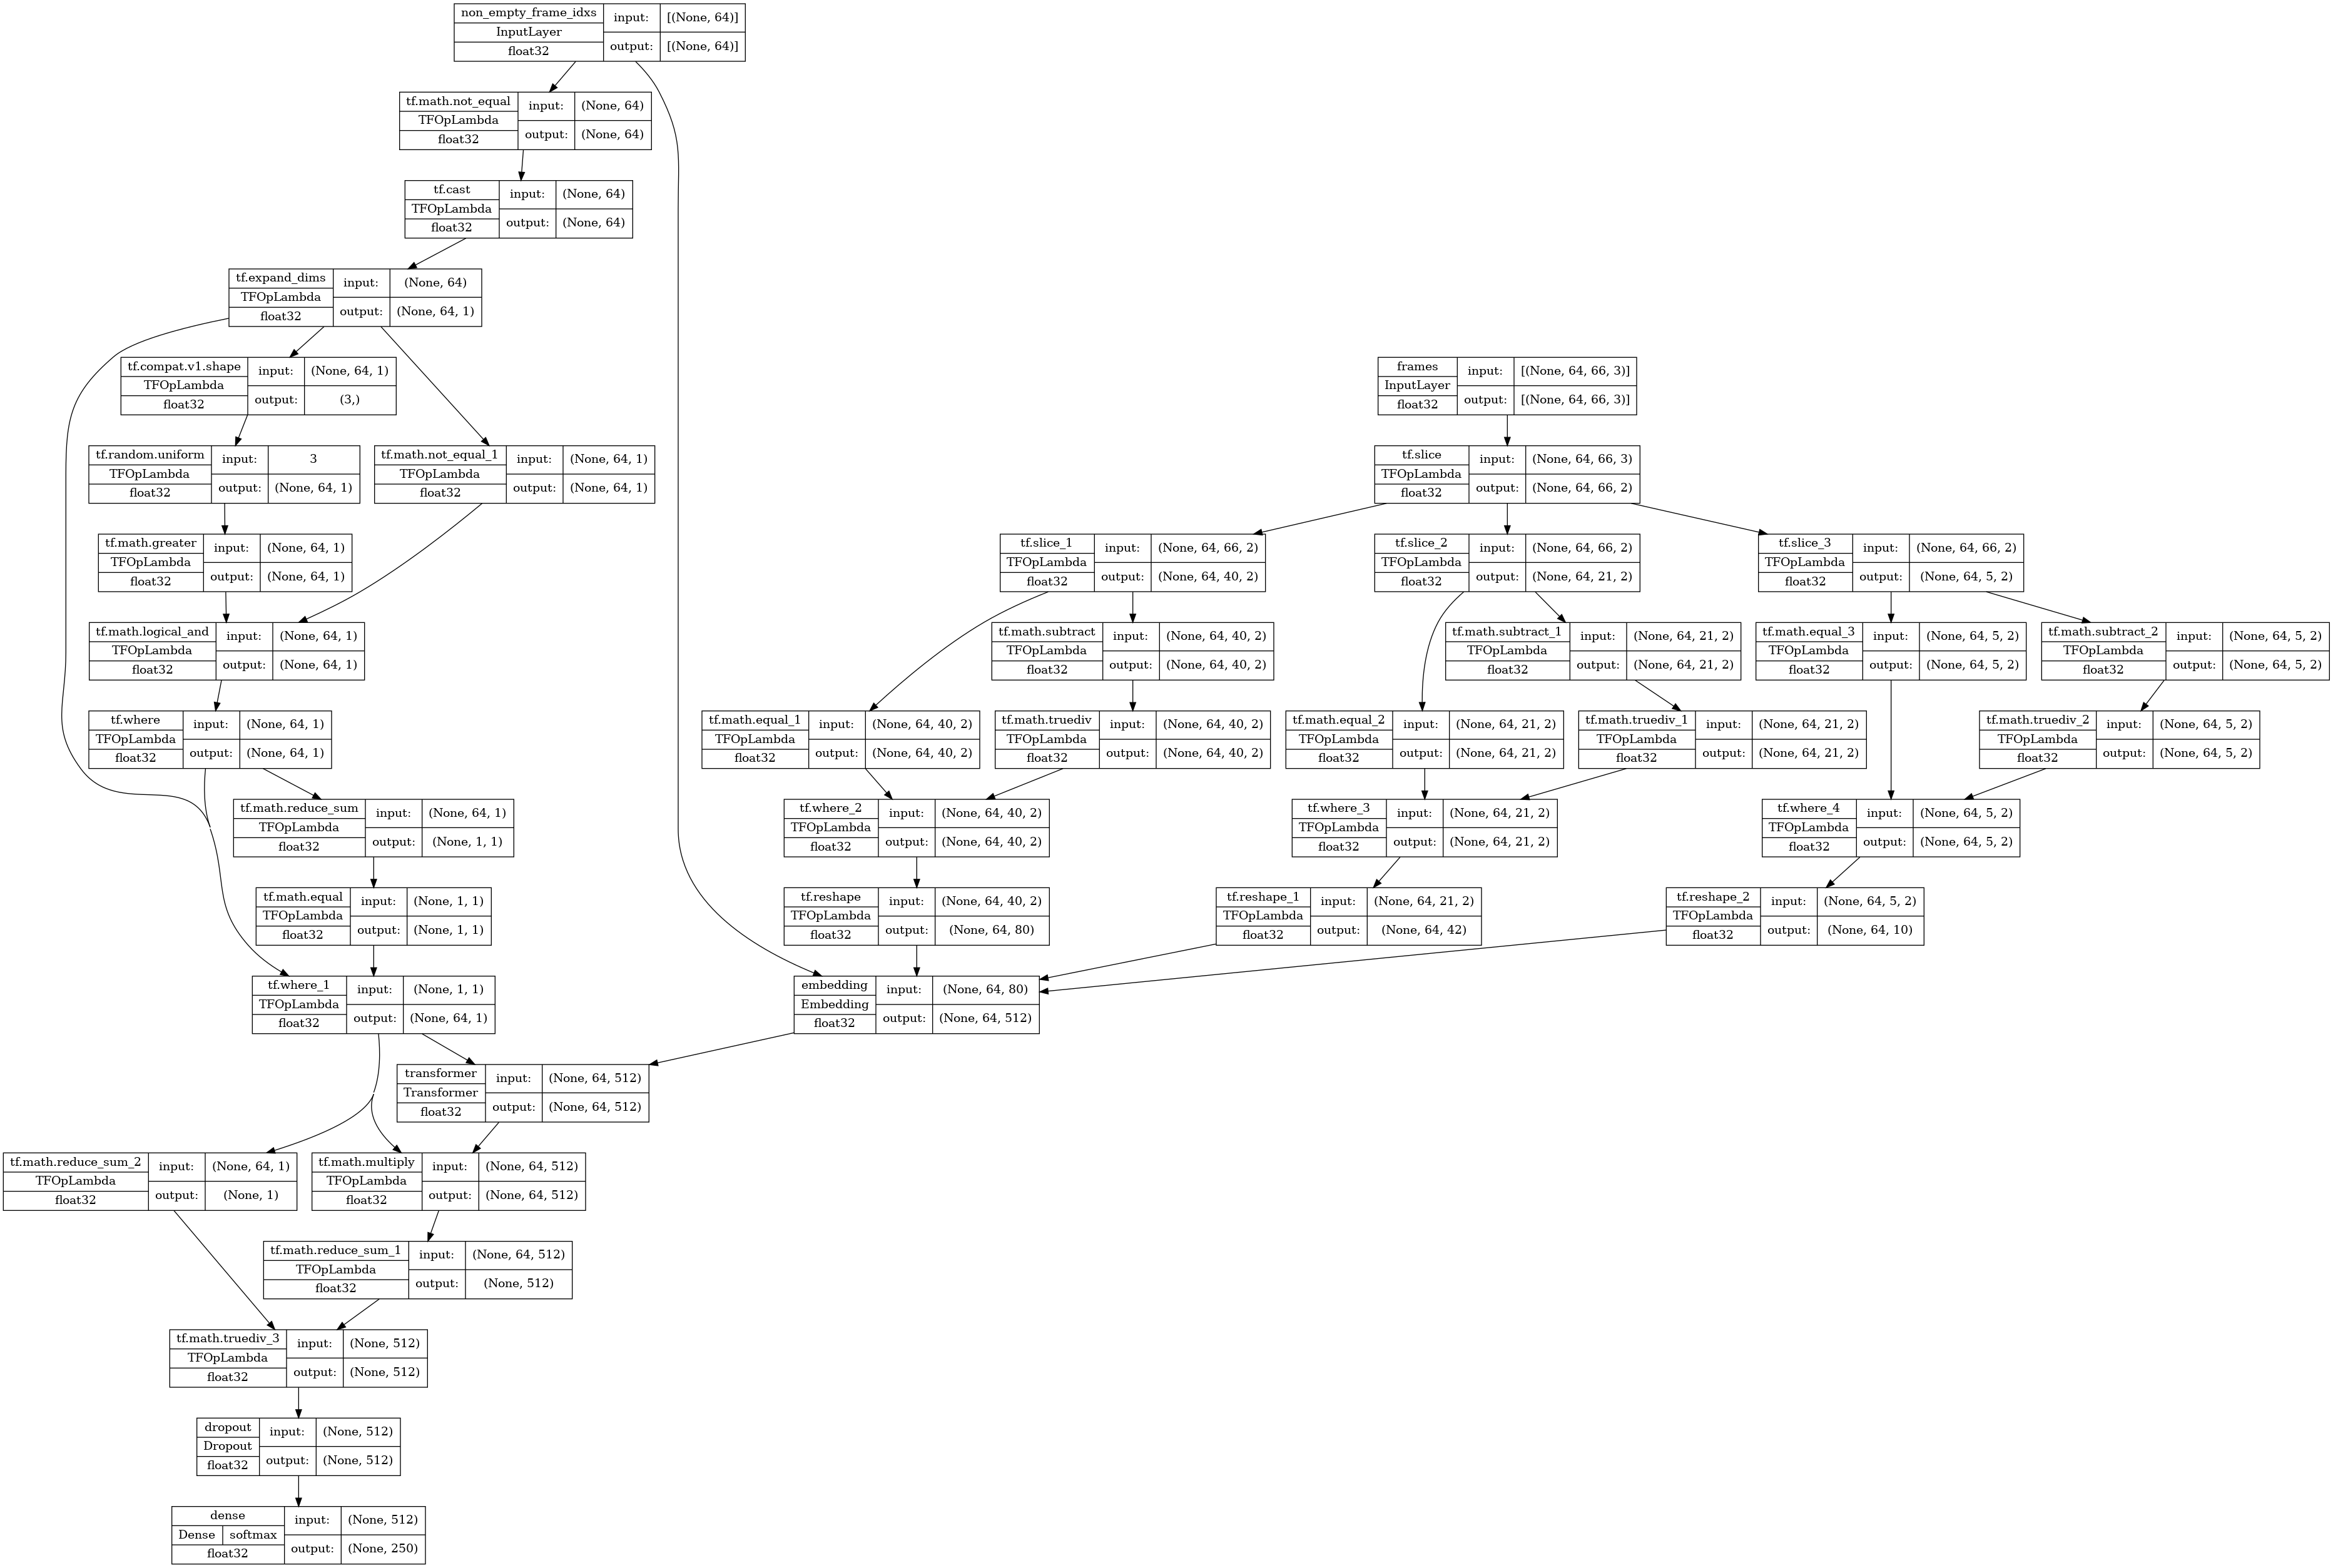 non_empty_frame_idxs
InputLayer
float32
input:
[(None, 64)]
output:
[(None, 64)]
tf.math.not_equal
TFOpLambda
float32
input:
(None, 64)
output:
(None, 64)
tf.cast
TFOpLambda
float32
input:
(None, 64)
output:
(None, 64)
tf.expand_dims
TFOpLambda
float32
input:
(None, 64)
output:
(None, 64, 1)
tf.compat.v1.shape
TFOpLambda
float32
input:
(None, 64, 1)
output:
(3,)
frames
InputLayer
float32
input:
[(None, 64, 66, 3)]
output:
[(None, 64, 66, 3)]
tf.random.uniform
TFOpLambda
float32
input:
3
output:
(None, 64, 1)
tf.math.not_equal_1
TFOpLambda
float32
input:
(None, 64, 1)
output:
(None, 64, 1)
tf.slice
TFOpLambda
float32
input:
(None, 64, 66, 3)
output:
(None, 64, 66, 2)
tf.math.greater
TFOpLambda
float32
input:
(None, 64, 1)
output:
(None, 64, 1)
tf.slice_1
TFOpLambda
float32
input:
(None, 64, 66, 2)
output:
(None, 64, 40, 2)
tf.slice_2
TFOpLambda
float32
input:
(None, 64, 66, 2)
output:
(None, 64, 21, 2)
tf.slice_3
TFOpLambda
float32
input:
(None, 64, 66, 2)
output:
(None, 64, 5, 2)
tf.math.logical_and
TFOpLambda
float32
input:
(None, 64, 1)
output:
(None, 64, 1)
tf.math.subtract
TFOpLambda
float32
input:
(None, 64, 40, 2)
output:
(None, 64, 40, 2)
tf.math.subtract_1
TFOpLambda
float32
input:
(None, 64, 21, 2)
output:
(None, 64, 21, 2)
tf.math.equal_3
TFOpLambda
float32
input:
(None, 64, 5, 2)
output:
(None, 64, 5, 2)
tf.math.subtract_2
TFOpLambda
float32
input:
(None, 64, 5, 2)
output:
(None, 64, 5, 2)
tf.where
TFOpLambda
float32
input:
(None, 64, 1)
output:
(None, 64, 1)
tf.math.equal_1
TFOpLambda
float32
input:
(None, 64, 40, 2)
output:
(None, 64, 40, 2)
tf.math.truediv
TFOpLambda
float32
input:
(None, 64, 40, 2)
output:
(None, 64, 40, 2)
tf.math.equal_2
TFOpLambda
float32
input:
(None, 64, 21, 2)
output:
(None, 64, 21, 2)
tf.math.truediv_1
TFOpLambda
float32
input:
(None, 64, 21, 2)
output:
(None, 64, 21, 2)
tf.math.truediv_2
TFOpLambda
float32
input:
(None, 64, 5, 2)
output:
(None, 64, 5, 2)
tf.math.reduce_sum
TFOpLambda
float32
input:
(None, 64, 1)
output:
(None, 1, 1)
tf.where_2
TFOpLambda
float32
input:
(None, 64, 40, 2)
output:
(None, 64, 40, 2)
tf.where_3
TFOpLambda
float32
input:
(None, 64, 21, 2)
output:
(None, 64, 21, 2)
tf.where_4
TFOpLambda
float32
input:
(None, 64, 5, 2)
output:
(None, 64, 5, 2)
tf.math.equal
TFOpLambda
float32
input:
(None, 1, 1)
output:
(None, 1, 1)
tf.reshape
TFOpLambda
float32
input:
(None, 64, 40, 2)
output:
(None, 64, 80)
tf.reshape_1
TFOpLambda
float32
input:
(None, 64, 21, 2)
output:
(None, 64, 42)
tf.reshape_2
TFOpLambda
float32
input:
(None, 64, 5, 2)
output:
(None, 64, 10)
tf.where_1
TFOpLambda
float32
input:
(None, 1, 1)
output:
(None, 64, 1)
embedding
Embedding
float32
input:
(None, 64, 80)
output:
(None, 64, 512)
transformer
Transformer
float32
input:
(None, 64, 512)
output:
(None, 64, 512)
tf.math.reduce_sum_2
TFOpLambda
float32
input:
(None, 64, 1)
output:
(None, 1)
tf.math.multiply
TFOpLambda
float32
input:
(None, 64, 512)
output:
(None, 64, 512)
tf.math.reduce_sum_1
TFOpLambda
float32
input:
(None, 64, 512)
output:
(None, 512)
tf.math.truediv_3
TFOpLambda
float32
input:
(None, 512)
output:
(None, 512)
dropout
Dropout
float32
input:
(None, 512)
output:
(None, 512)
dense
Dense softmax
float32
input:
(None, 512)
output:
(None, 250)